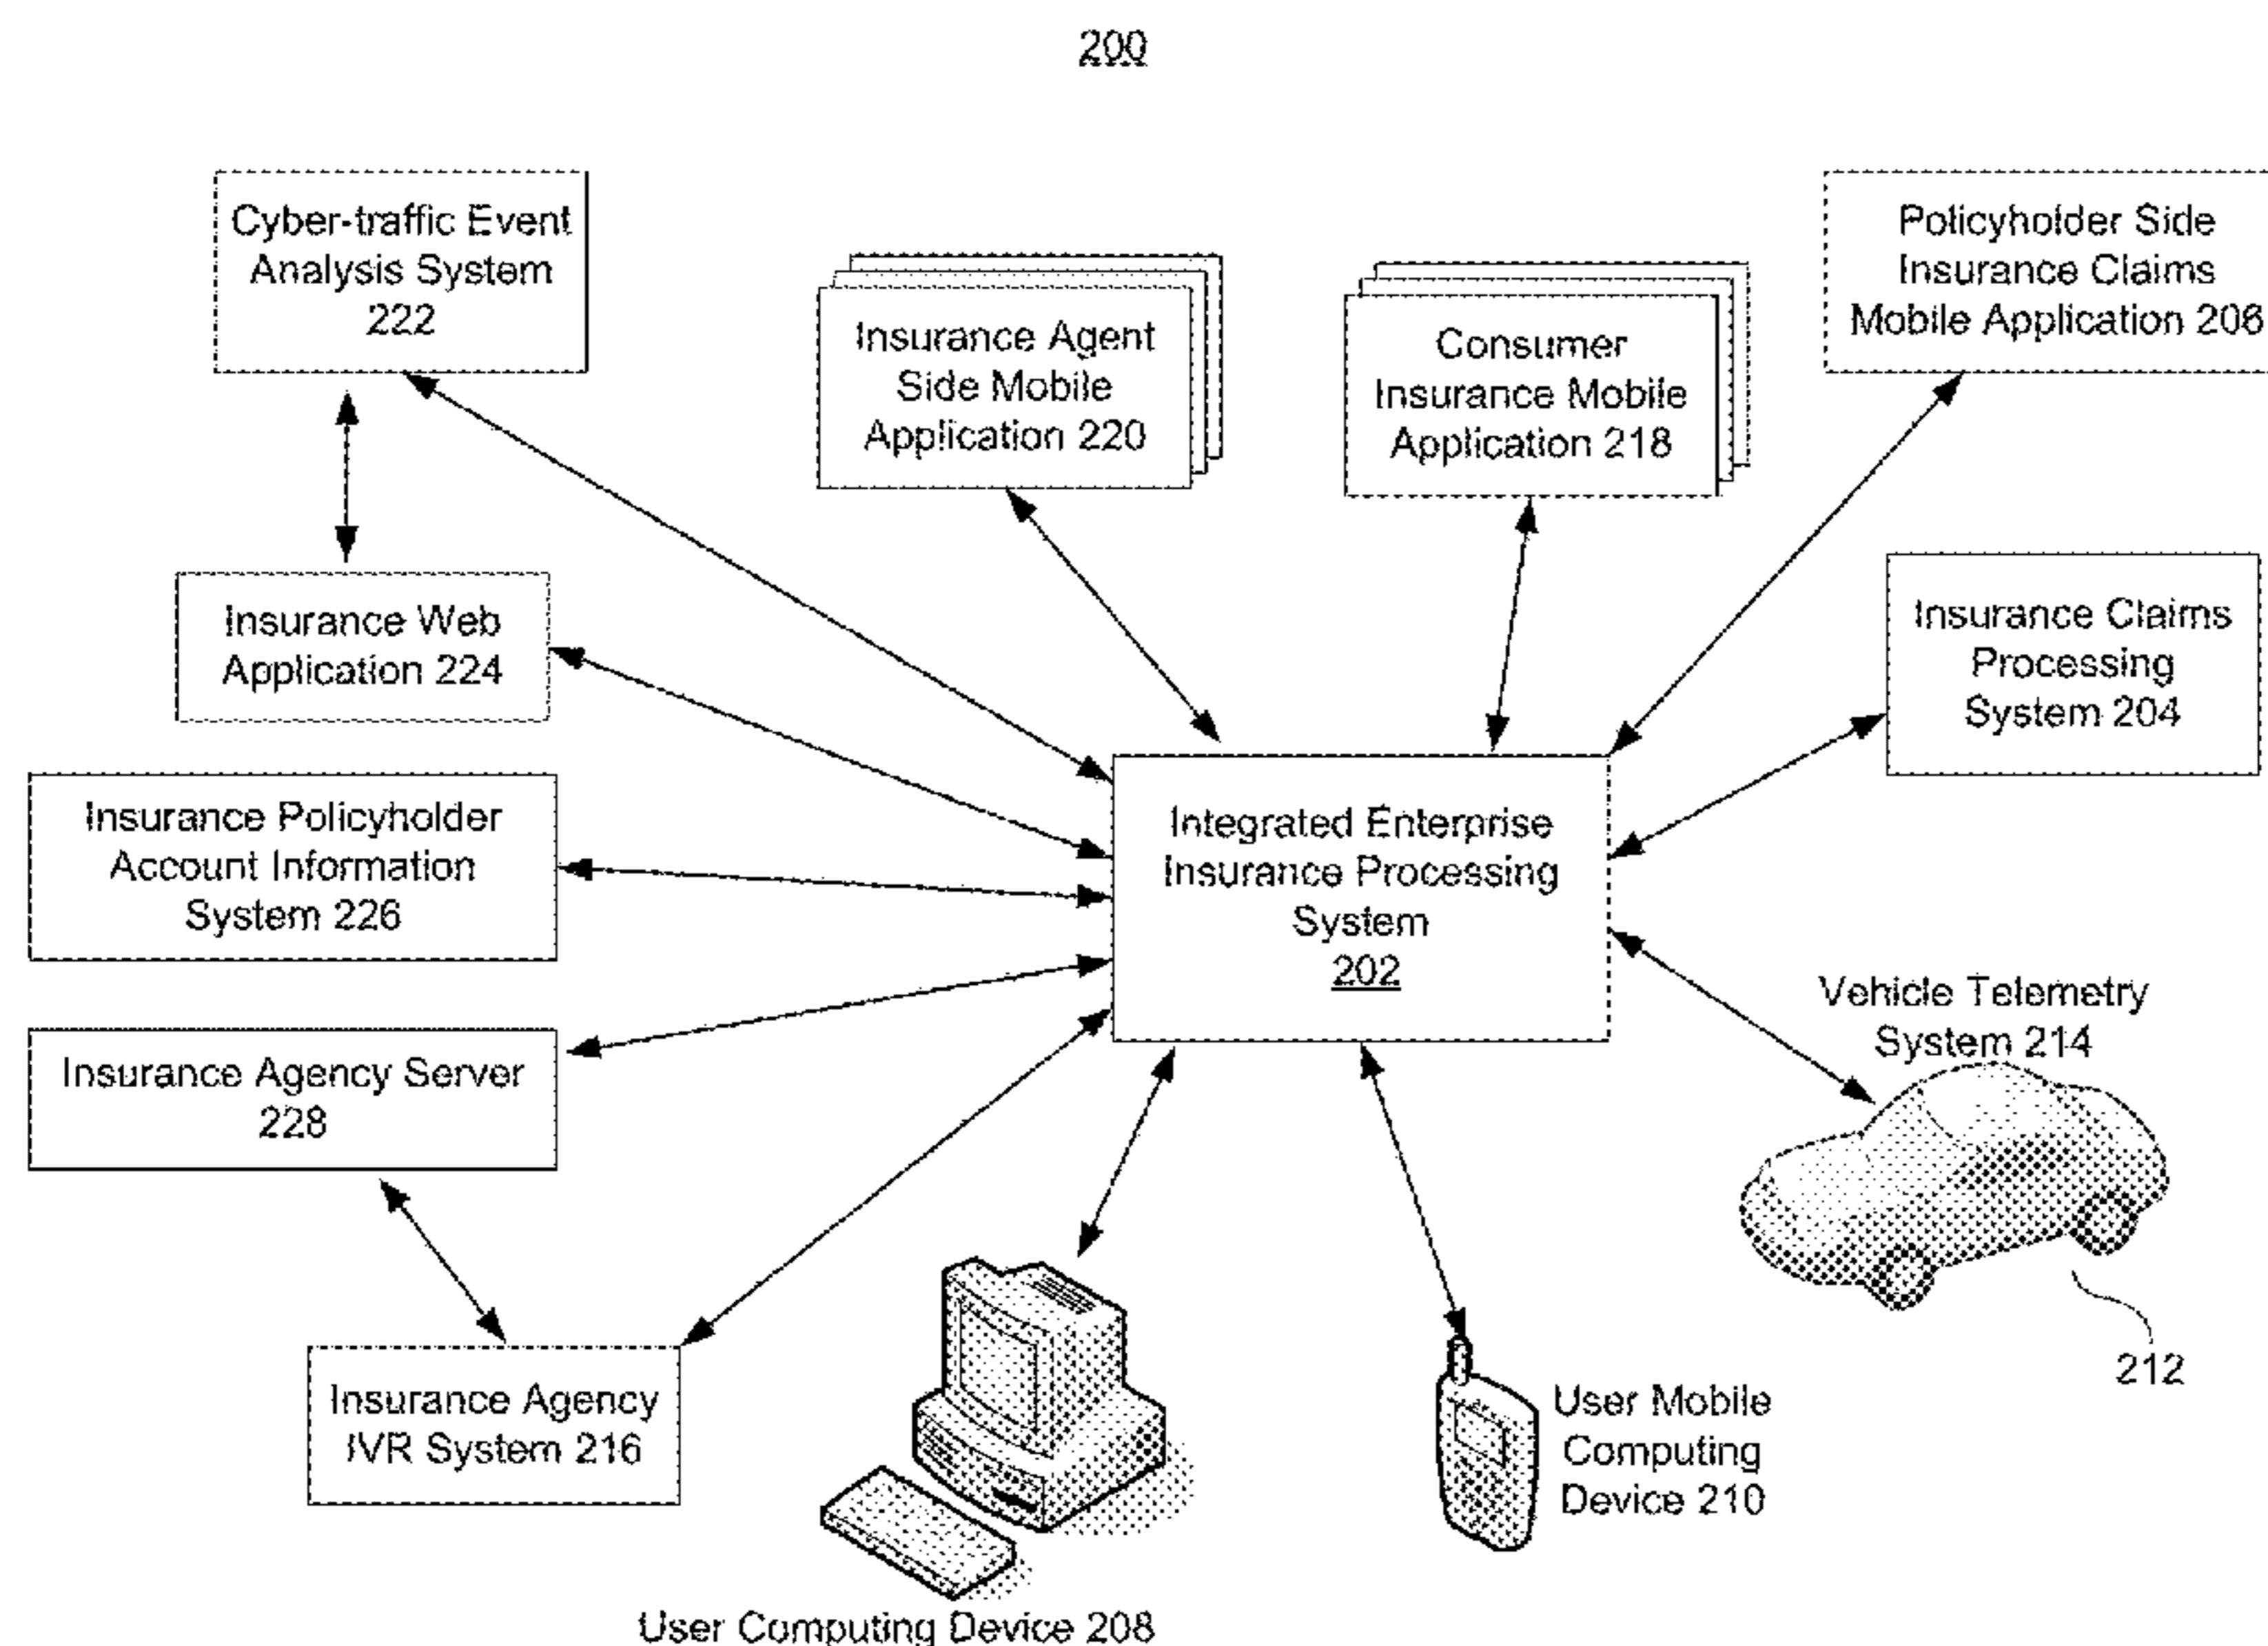 200
Cyber-traffic Event
Analysis System
222
Insurance Agent
Side Mobile
Application 220
Consumer
Insurance Mobile
Application 218
Policyholder Side
Insurance Claims
Mobile Application 206
Insurance Web
Application 224
Insurance Claims
Processing
System 204
Insurance Policyholder
Account Information
System 226
Integrated Enterprise
Insurance Processing
System
202
Insurance Agency Server
228
Vehicle Telemetry
System 214
212
Insurance Agency
IVR System 216
User Mobile
Computing
Device 210
User Computing Device 208